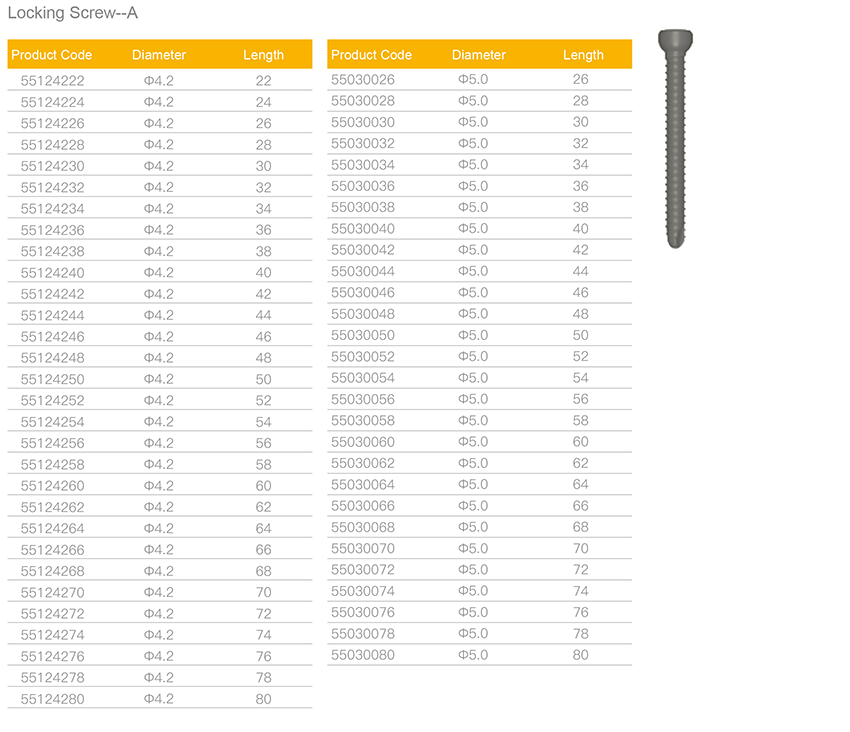 Locking Screw--A
Product Code Diameter Length
55124222 Φ4.2 22
55124224 Φ4.2 24
55124226 Φ4.2 26
55124228 Φ4.2 28
55124230 Φ4.2 30
55124232 Φ4.2 32
55124234 Φ4.2 34
55124236 Φ4.2 36
55124238 Φ4.2 38
55124240 Φ4.2 40
55124242 Φ4.2 42
55124244 Φ4.2 44
55124246 Φ4.2 46
55124248 Φ4.2 48
55124250 Φ4.2 50
55124252 Φ4.2 52
55124254 Φ4.2 54
55124256 Φ4.2 56
55124258 Φ4.2 58
55124260 Φ4.2 60
55124262 Φ4.2 62
55124264 Φ4.2 64
55124266 Φ4.2 66
55124268 Φ4.2 68
55124270 Φ4.2 70
55124272 Φ4.2 72
55124274 Φ4.2 74
55124276 Φ4.2 76
55124278 Φ4.2 78
55124280 Φ4.2 80
Product Code Diameter Length
55030026 Φ5.0 26
55030028 Φ5.0 28
55030030 Φ5.0 30
55030032 Φ5.0 32
55030034 Φ5.0 34
55030036 Φ5.0 36
55030038 Φ5.0 38
55030040 Φ5.0 40
55030042 Φ5.0 42
55030044 Φ5.0 44
55030046 Φ5.0 46
55030048 Φ5.0 48
55030050 Φ5.0 50
55030052 Φ5.0 52
55030054 Φ5.0 54
55030056 Φ5.0 56
55030058 Φ5.0 58
55030060 Φ5.0 60
55030062 Φ5.0 62
55030064 Φ5.0 64
55030066 Φ5.0 66
55030068 Φ5.0 68
55030070 Φ5.0 70
55030072 Φ5.0 72
55030074 Φ5.0 74
55030076 Φ5.0 76
55030078 Φ5.0 78
55030080 Φ5.0 80